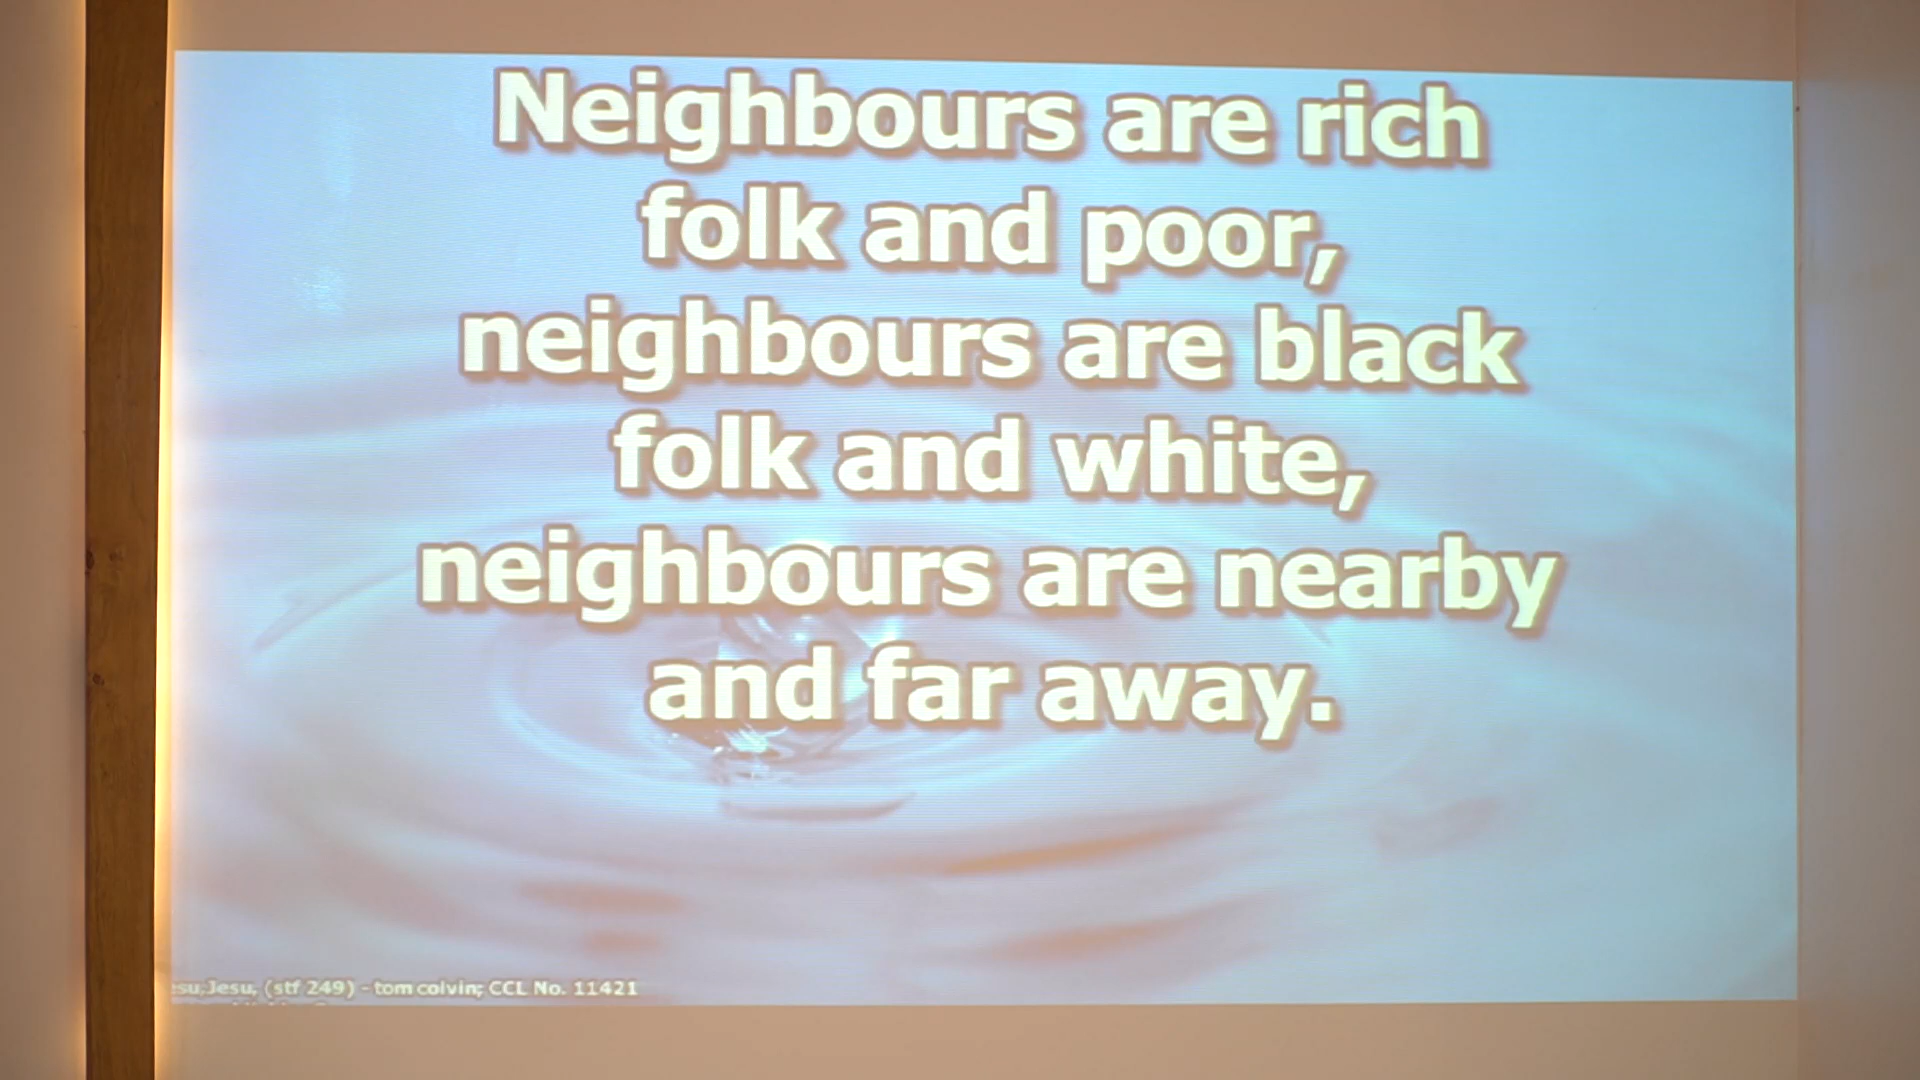 Neighbours are rich
folk and poor,
neighbours are black
folk and white,
neighbours are nearby
and far away.
esu,Jesu, (stf 249) - tom colvin; CCL No. 11421